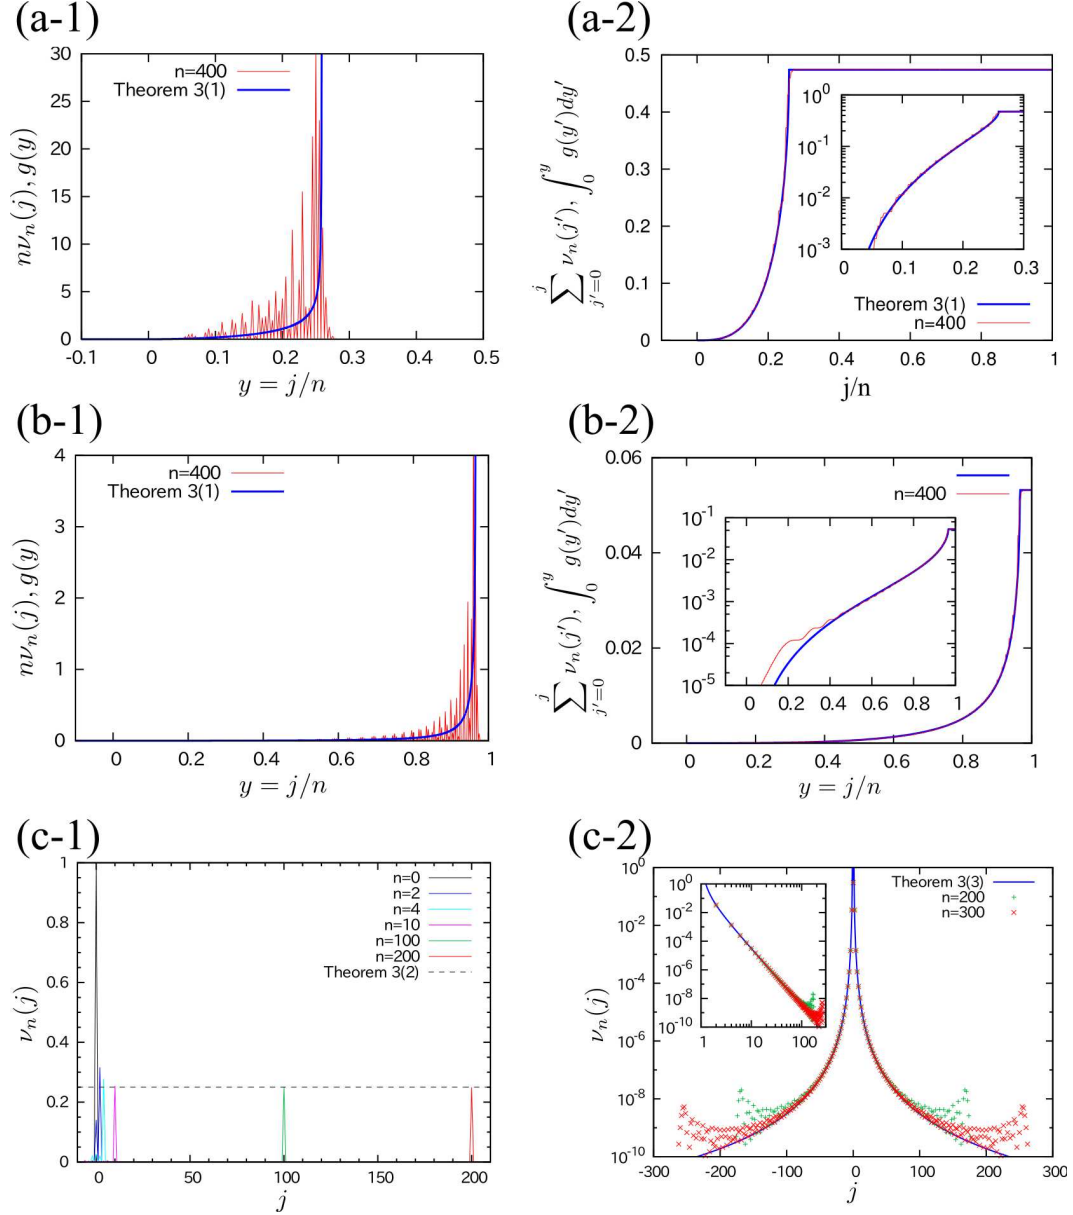 (a-1)
30
25
20
15
10
5
0
-0.1 0 0.1 0.2 0.3 0.4 0.5
nν_n(j), g(y)
y = j/n
n=400
Theorem 3(1)
(a-2)
0.5
0.4
0.3
0.2
0.1
0
0 0.2 0.4 0.6 0.8 1
∑_{j'=0}^{j} ν_n(j'), ∫_0^y g(y')dy'
j/n
10^0
10^-1
10^-2
10^-3
0 0.1 0.2 0.3
Theorem 3(1)
n=400
(b-1)
4
3
2
1
0
0 0.2 0.4 0.6 0.8 1
nν_n(j), g(y)
y = j/n
n=400
Theorem 3(1)
(b-2)
0.06
0.04
0.02
0
0 0.2 0.4 0.6 0.8 1
∑_{j'=0}^{j} ν_n(j'), ∫_0^y g(y')dy'
y = j/n
n=400
10^-1
10^-2
10^-3
10^-4
10^-5
0 0.2 0.4 0.6 0.8 1
(c-1)
1
0.8
0.6
0.4
0.2
0
0 50 100 150 200
ν_n(j)
j
n=0
n=2
n=4
n=10
n=100
n=200
Theorem 3(2)
(c-2)
10^0
10^-2
10^-4
10^-6
10^-8
10^-10
-300 -200 -100 0 100 200 300
ν_n(j)
j
Theorem 3(3)
n=200
n=300
10^0
10^-2
10^-4
10^-6
10^-8
10^-10
1 10 100